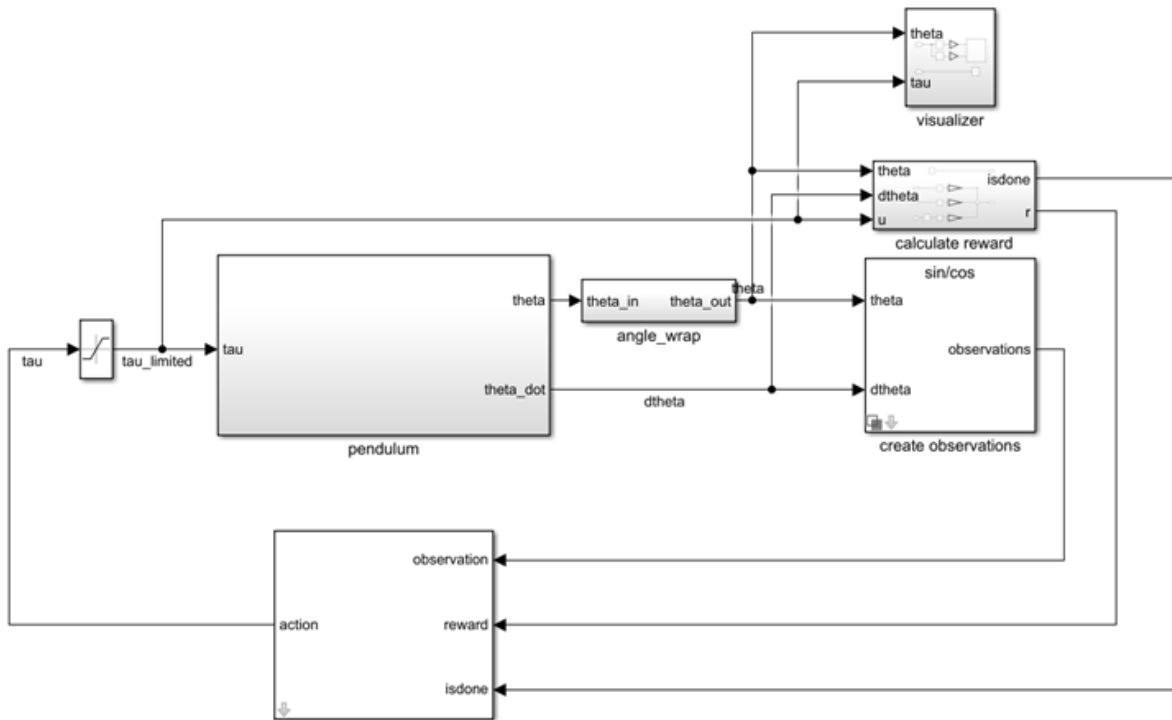 theta
tau
visualizer
theta
dtheta
u
isdone
r
calculate reward
sin/cos
theta
dtheta
observations
create observations
theta
theta_in
theta_out
angle_wrap
tau
tau_limited
tau
theta
theta_dot
pendulum
dtheta
observation
action
reward
isdone